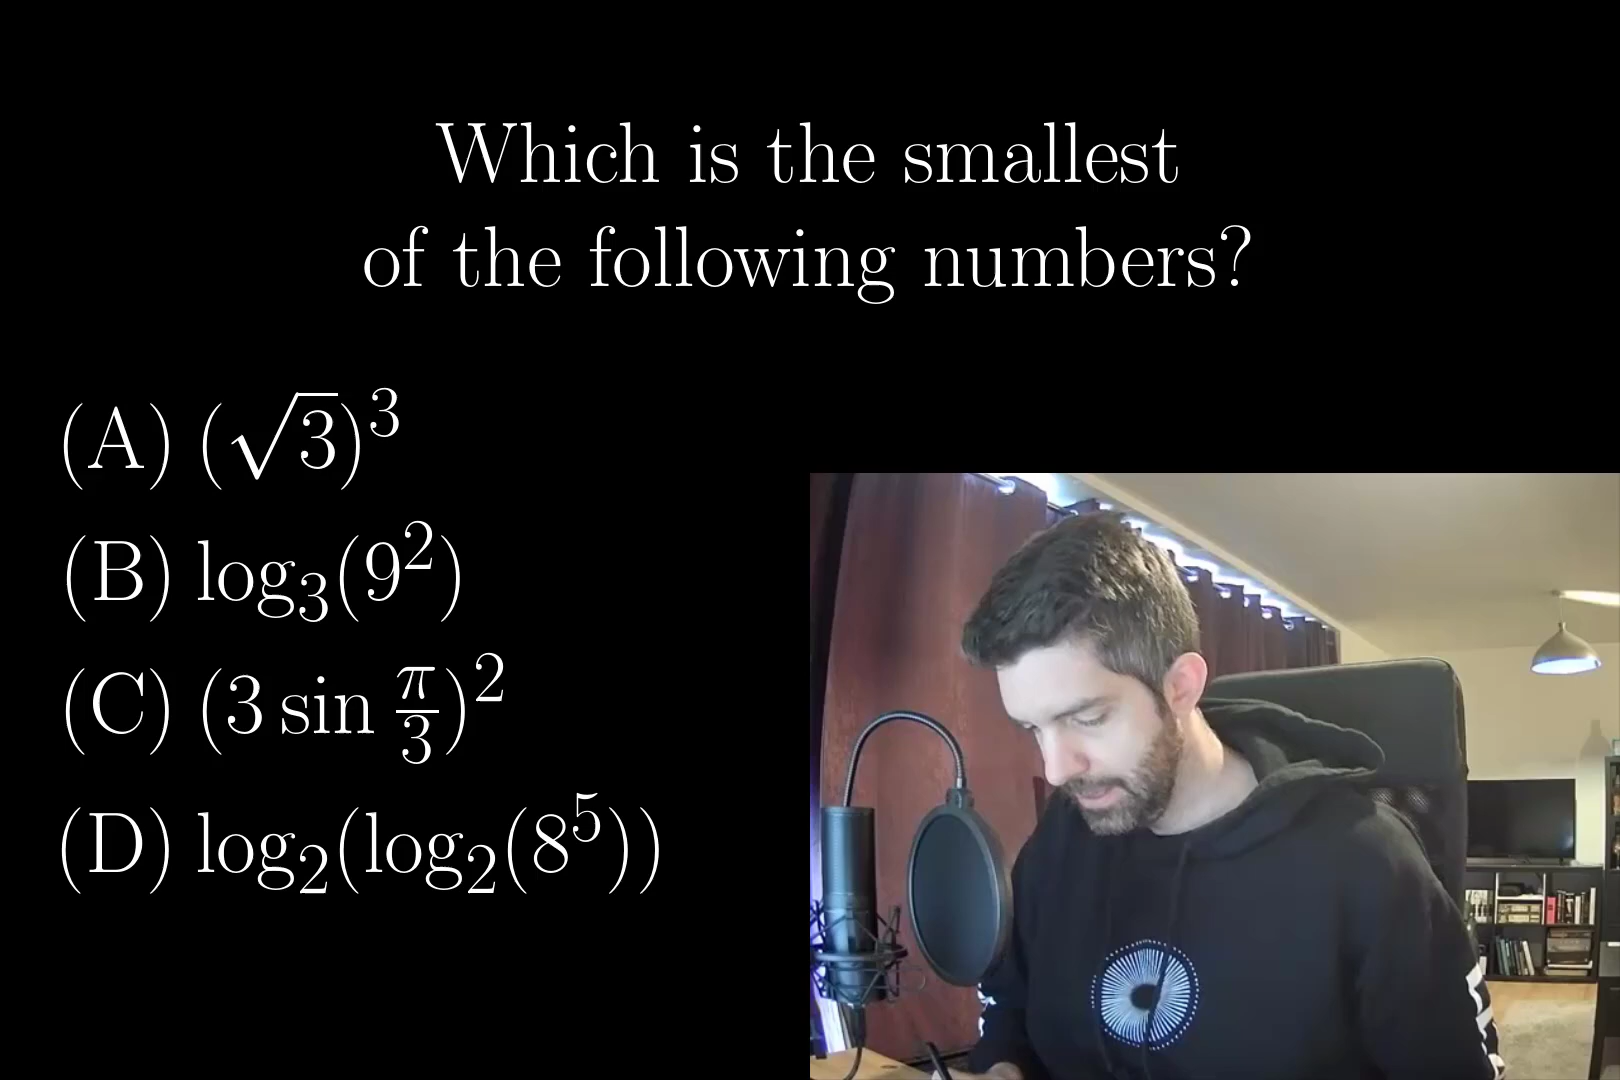 Which is the smallest
of the following numbers?
(A) (√3)³
(B) log₃(9²)
(C) (3 sin π/3)²
(D) log₂(log₂(8⁵))